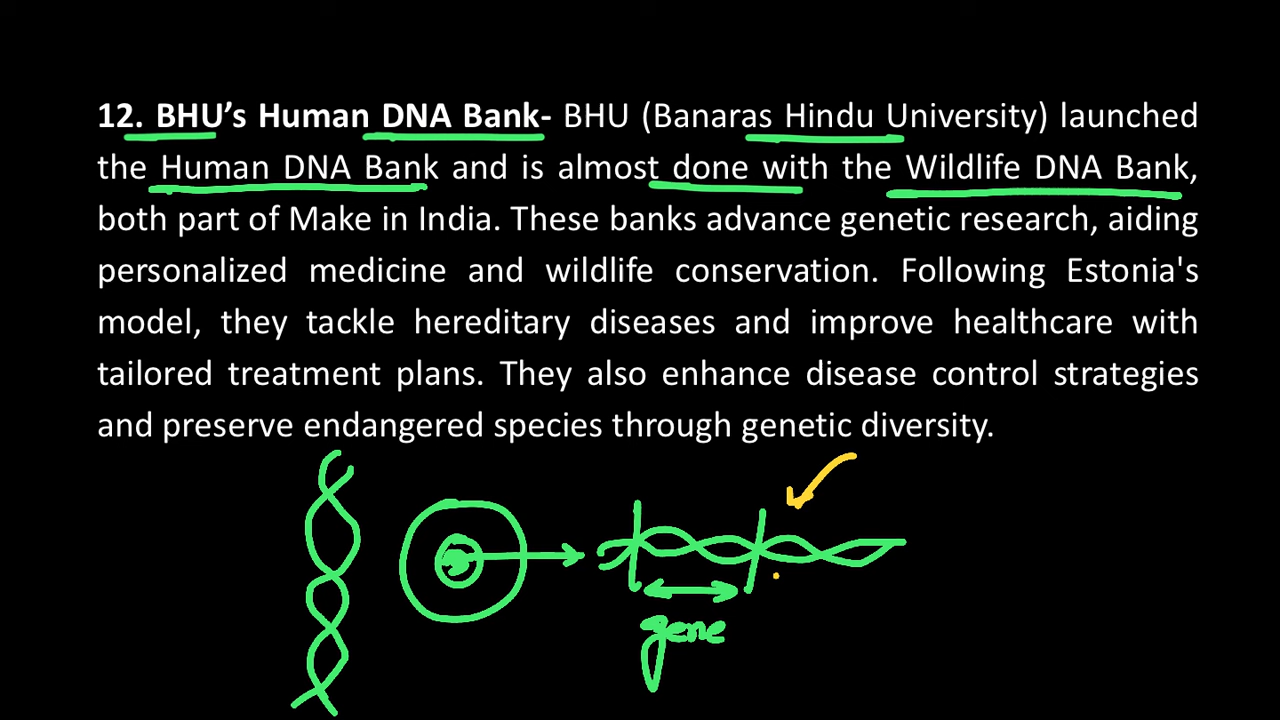 12. BHU’s Human DNA Bank- BHU (Banaras Hindu University) launched
the Human DNA Bank and is almost done with the Wildlife DNA Bank,
both part of Make in India. These banks advance genetic research, aiding
personalized medicine and wildlife conservation. Following Estonia's
model, they tackle hereditary diseases and improve healthcare with
tailored treatment plans. They also enhance disease control strategies
and preserve endangered species through genetic diversity.
gene